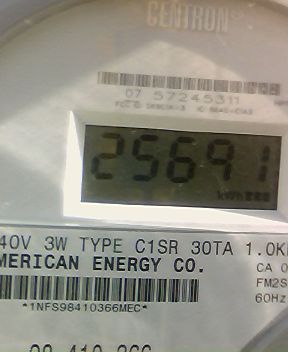 CENTRON®
07 57245311
25691
kWh
40V 3W TYPE C1SR 30TA 1.0K
MERICAN ENERGY CO.
CA 0
FM2S
60Hz
*1NFS98410366MEC*